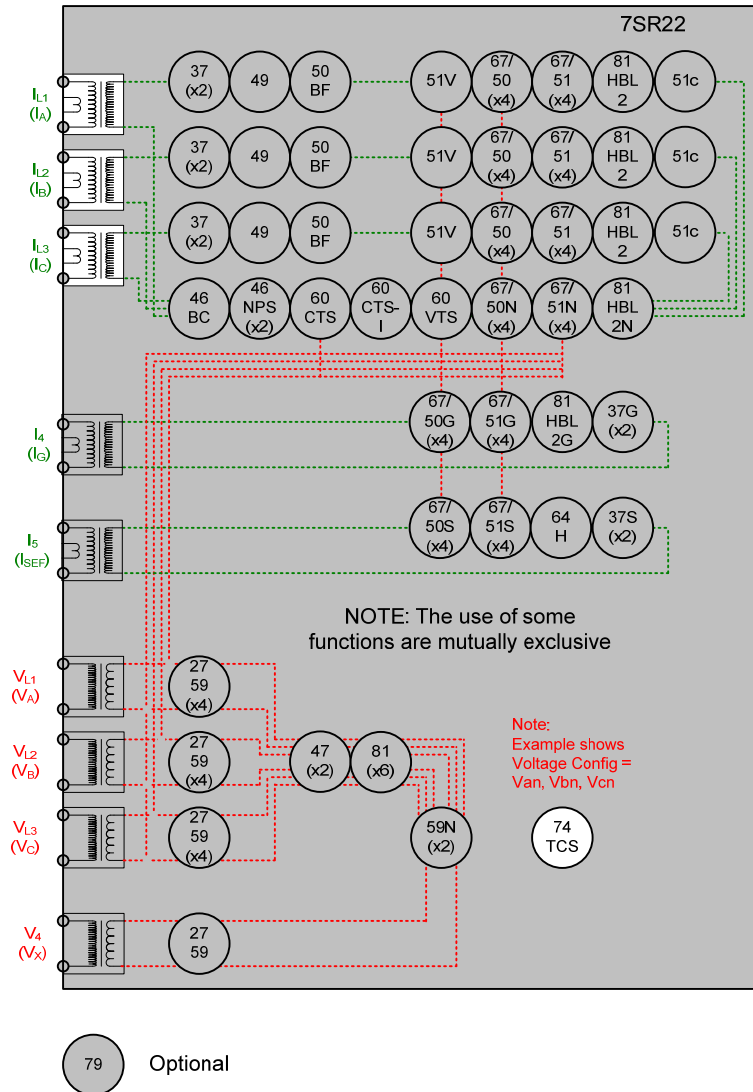 7SR22
IL1
(IA)
37
(x2)
49
50
BF
51V
67/
50
(x4)
67/
51
(x4)
81
HBL
2
51c
IL2
(IB)
37
(x2)
49
50
BF
51V
67/
50
(x4)
67/
51
(x4)
81
HBL
2
51c
IL3
(IC)
37
(x2)
49
50
BF
51V
67/
50
(x4)
67/
51
(x4)
81
HBL
2
51c
46
BC
46
NPS
(x2)
60
CTS
60
CTS-
I
60
VTS
67/
50N
(x4)
67/
51N
(x4)
81
HBL
2N
I4
(IG)
67/
50G
(x4)
67/
51G
(x4)
81
HBL
2G
37G
(x2)
I5
(ISEF)
67/
50S
(x4)
67/
51S
(x4)
64
H
37S
(x2)
NOTE: The use of some
functions are mutually exclusive
VL1
(VA)
27
59
(x4)
VL2
(VB)
27
59
(x4)
47
(x2)
81
(x6)
Note:
Example shows
Voltage Config =
Van, Vbn, Vcn
VL3
(VC)
27
59
(x4)
59N
(x2)
74
TCS
V4
(VX)
27
59
79
Optional